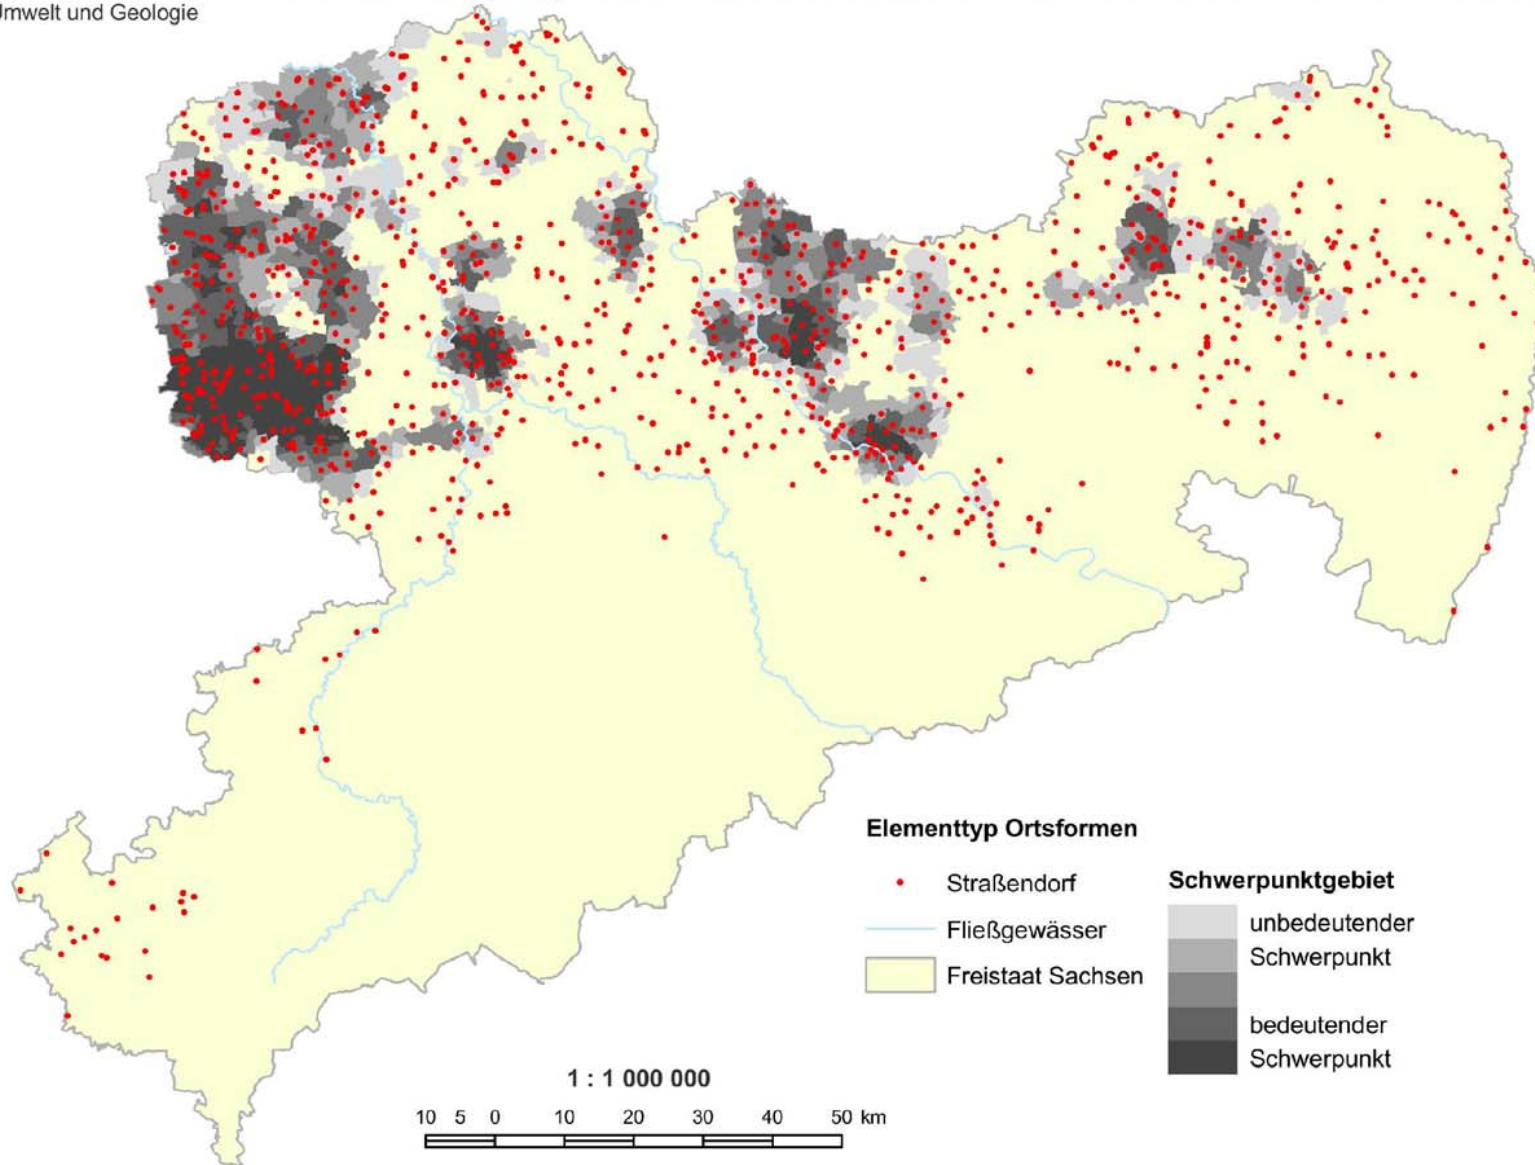 Umwelt und Geologie
Elementtyp Ortsformen
Straßendorf
Fließgewässer
Freistaat Sachsen
Schwerpunktgebiet
unbedeutender
Schwerpunkt
bedeutender
Schwerpunkt
1 : 1 000 000
10 5 0 10 20 30 40 50 km